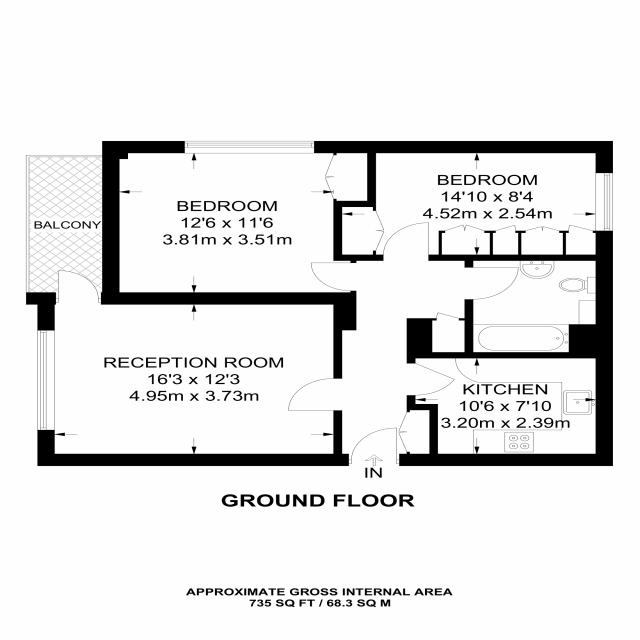 BEDROOM
12'6 x 11'6
3.81m x 3.51m
BEDROOM
14'10 x 8'4
4.52m x 2.54m
BALCONY
RECEPTION ROOM
16'3 x 12'3
4.95m x 3.73m
KITCHEN
10'6 x 7'10
3.20m x 2.39m
IN
GROUND FLOOR
APPROXIMATE GROSS INTERNAL AREA
735 SQ FT / 68.3 SQ M